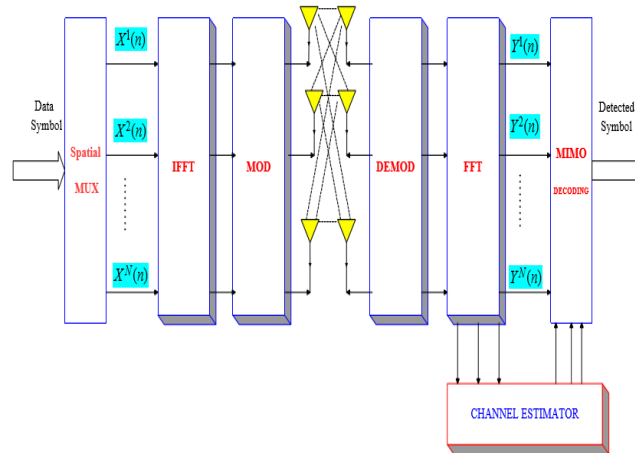 Data
Symbol
Spatial
MUX
X¹(n)
X²(n)
Xᴺ(n)
IFFT
MOD
DEMOD
FFT
Y¹(n)
Y²(n)
Yᴺ(n)
MIMO
DECODING
Detected
Symbol
CHANNEL ESTIMATOR